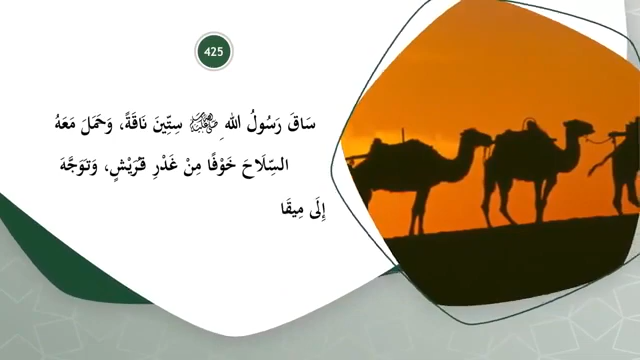 425
سَاقَ رَسُولُ اللهِ ﷺ سِتِّينَ نَاقَةً، وَحَمَلَ مَعَهُ
السِّلَاحَ خَوْفًا مِنْ غَدْرِ قُرَيْشٍ، وَتَوَجَّهَ
إِلَى مِيقَا